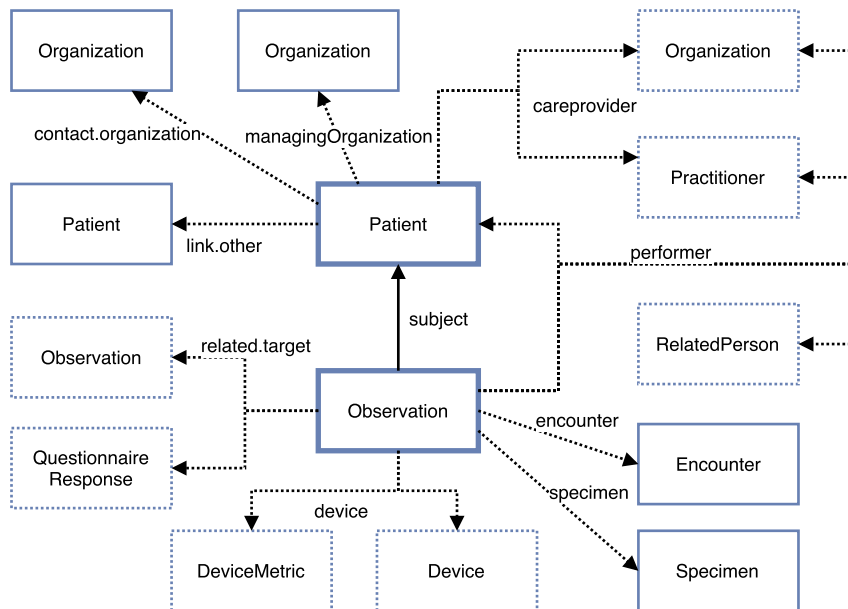 Organization
Organization
Organization
careprovider
contact.organization
managingOrganization
Practitioner
Patient
Patient
link.other
performer
subject
related.target
RelatedPerson
Observation
Observation
encounter
Questionnaire
Response
Encounter
specimen
device
DeviceMetric
Device
Specimen